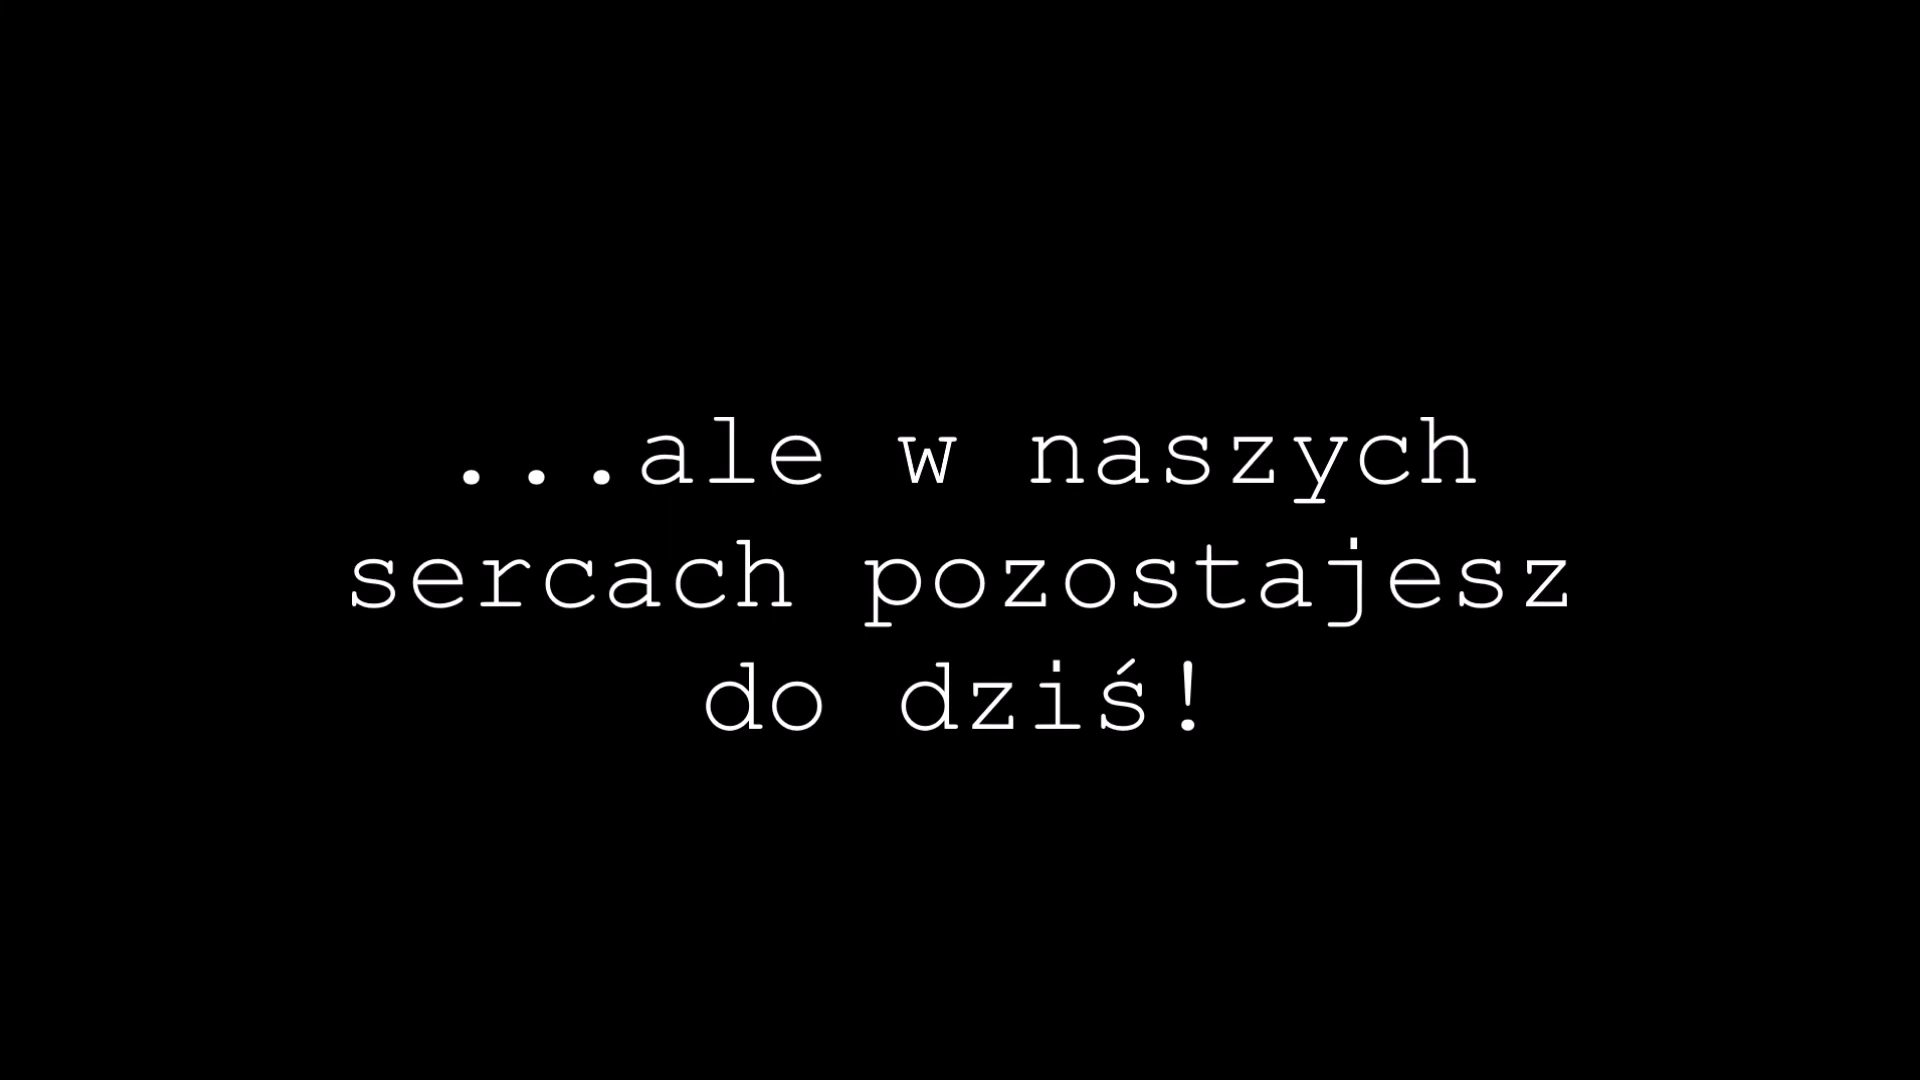 ...ale w naszych
sercach pozostajesz
do dziś!